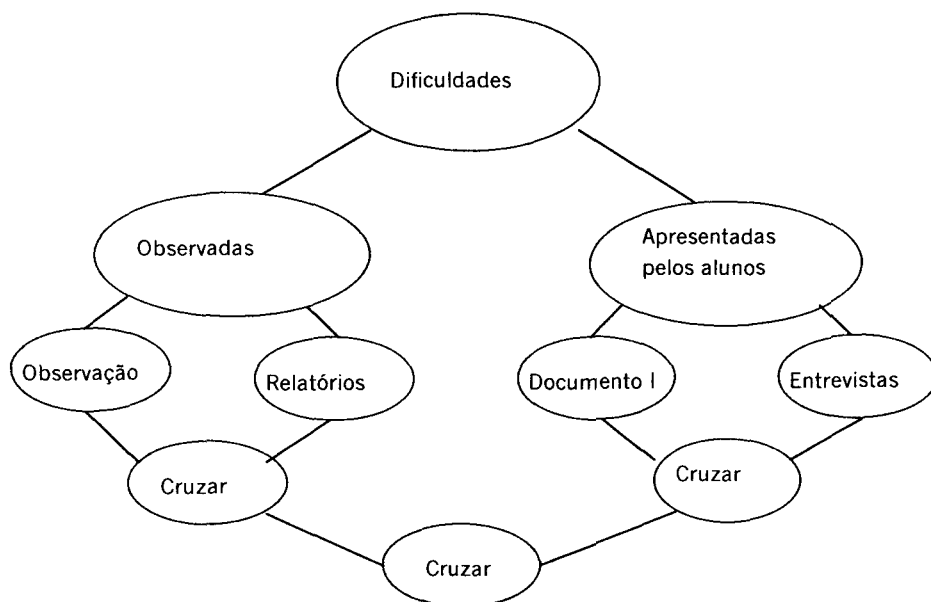 Dificuldades
Observadas
Apresentadas
pelos alunos
Observação
Relatórios
Documento I
Entrevistas
Cruzar
Cruzar
Cruzar